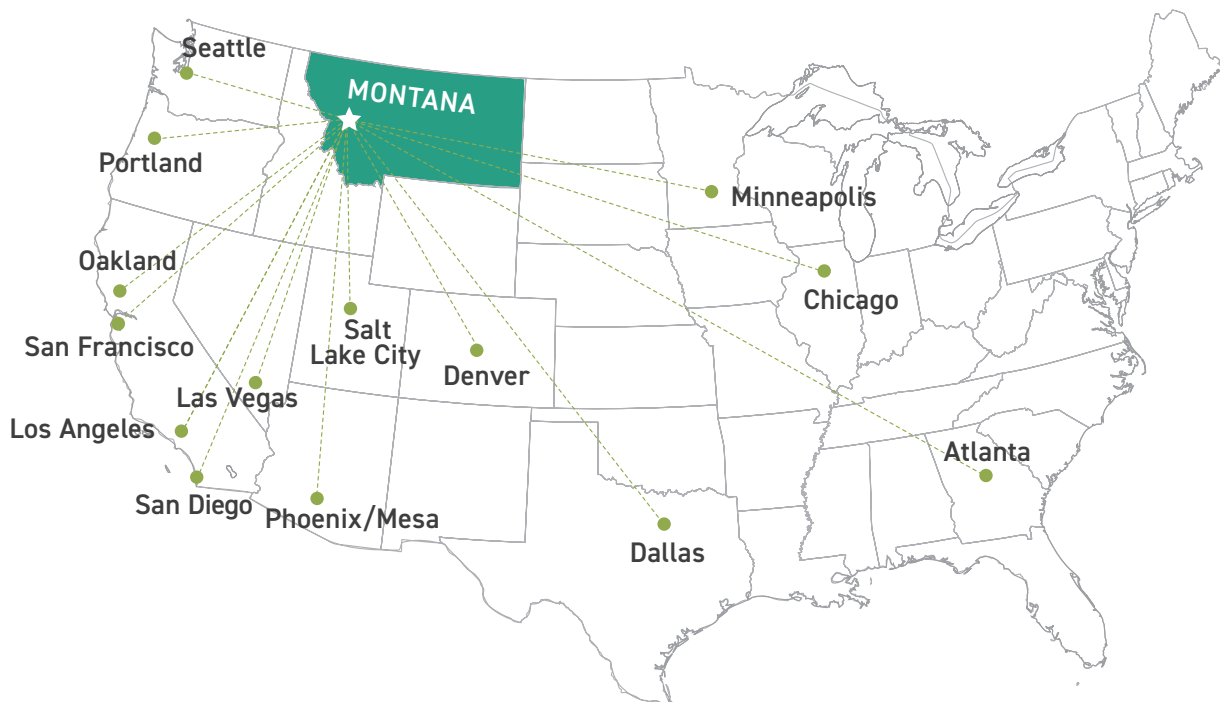 Seattle
MONTANA
Portland
Minneapolis
Oakland
Chicago
San Francisco
Salt
Lake City
Denver
Las Vegas
Los Angeles
Atlanta
San Diego
Phoenix/Mesa
Dallas